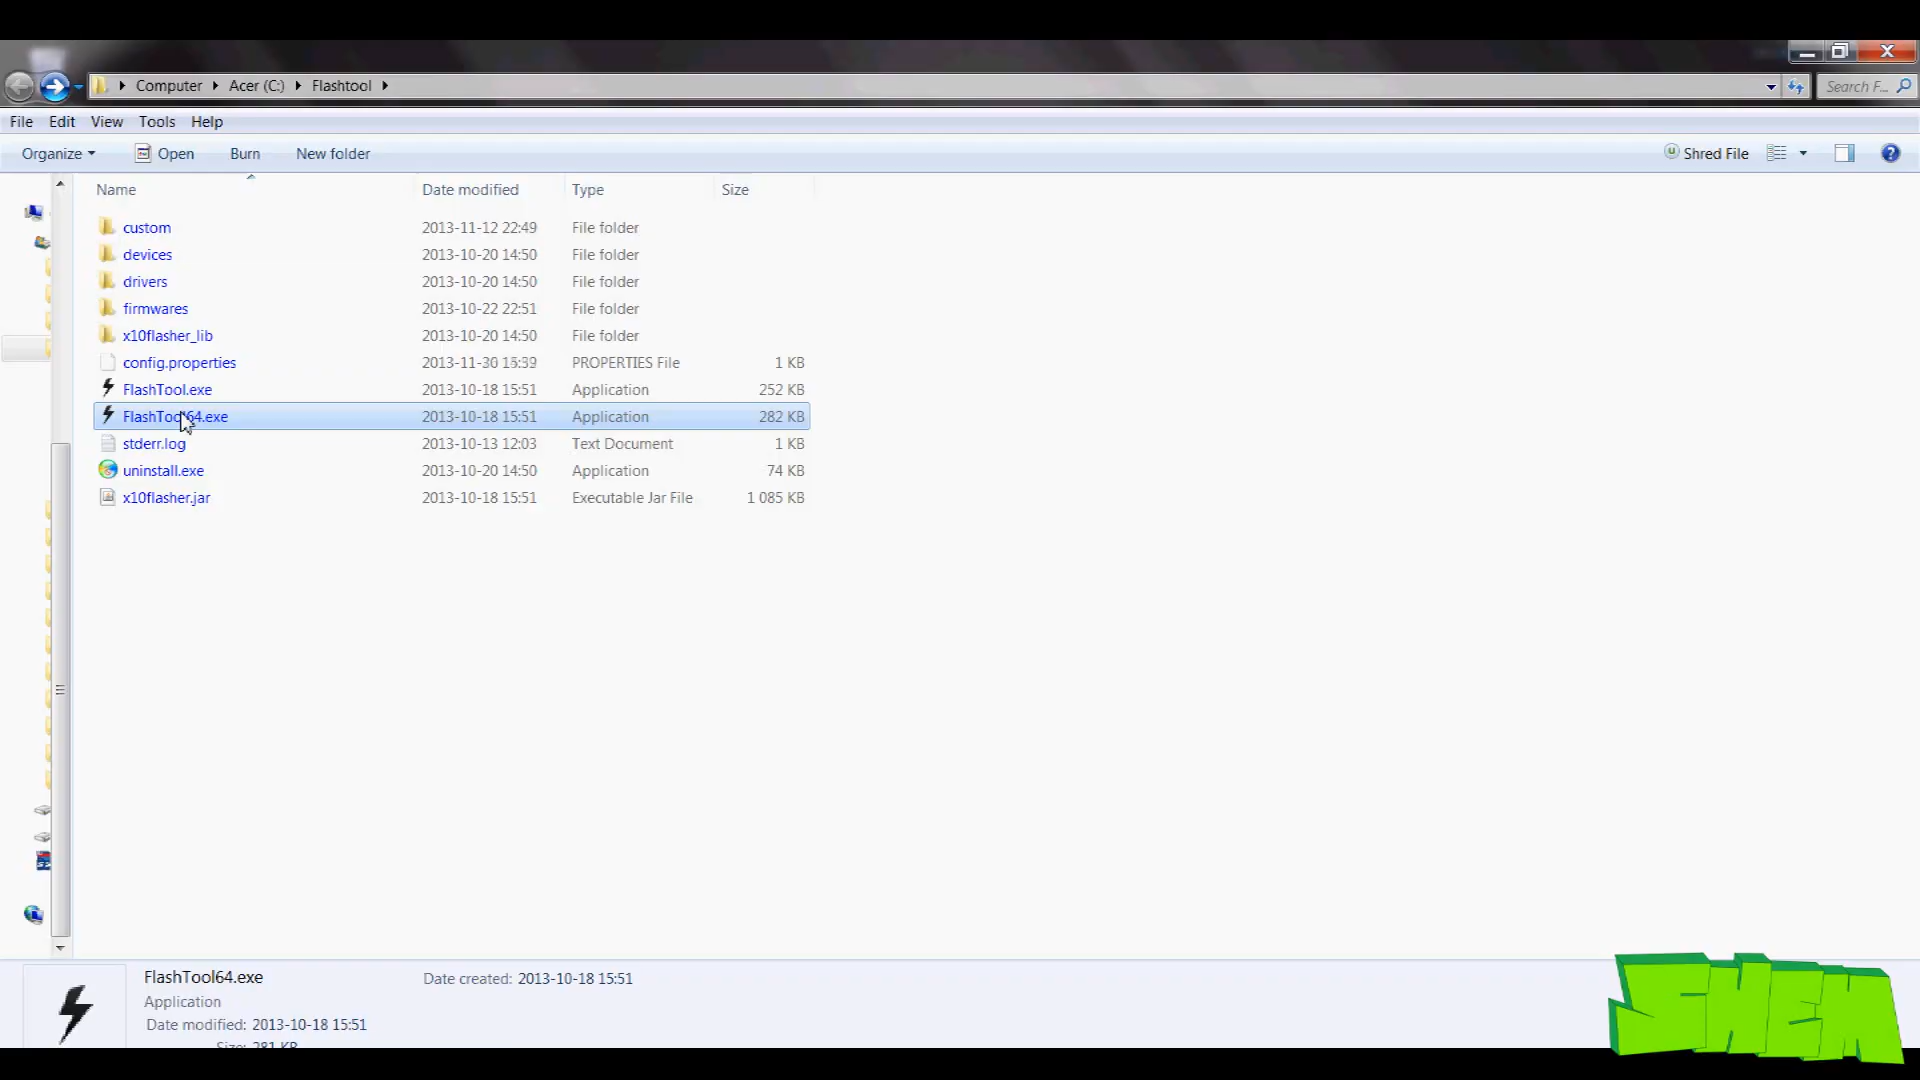 Computer Acer (C:) Flashtool Search F...
File Edit View Tools Help
Organize Open Burn New folder Shred File
Name Date modified Type Size
custom 2013-11-12 22:49 File folder
devices 2013-10-20 14:50 File folder
drivers 2013-10-20 14:50 File folder
firmwares 2013-10-22 22:51 File folder
x10flasher_lib 2013-10-20 14:50 File folder
config.properties 2013-11-30 15:39 PROPERTIES File 1 KB
FlashTool.exe 2013-10-18 15:51 Application 252 KB
FlashTool64.exe 2013-10-18 15:51 Application 282 KB
stderr.log 2013-10-13 12:03 Text Document 1 KB
uninstall.exe 2013-10-20 14:50 Application 74 KB
x10flasher.jar 2013-10-18 15:51 Executable Jar File 1 085 KB
FlashTool64.exe Date created: 2013-10-18 15:51
Application
Date modified: 2013-10-18 15:51
Size: 281 KB